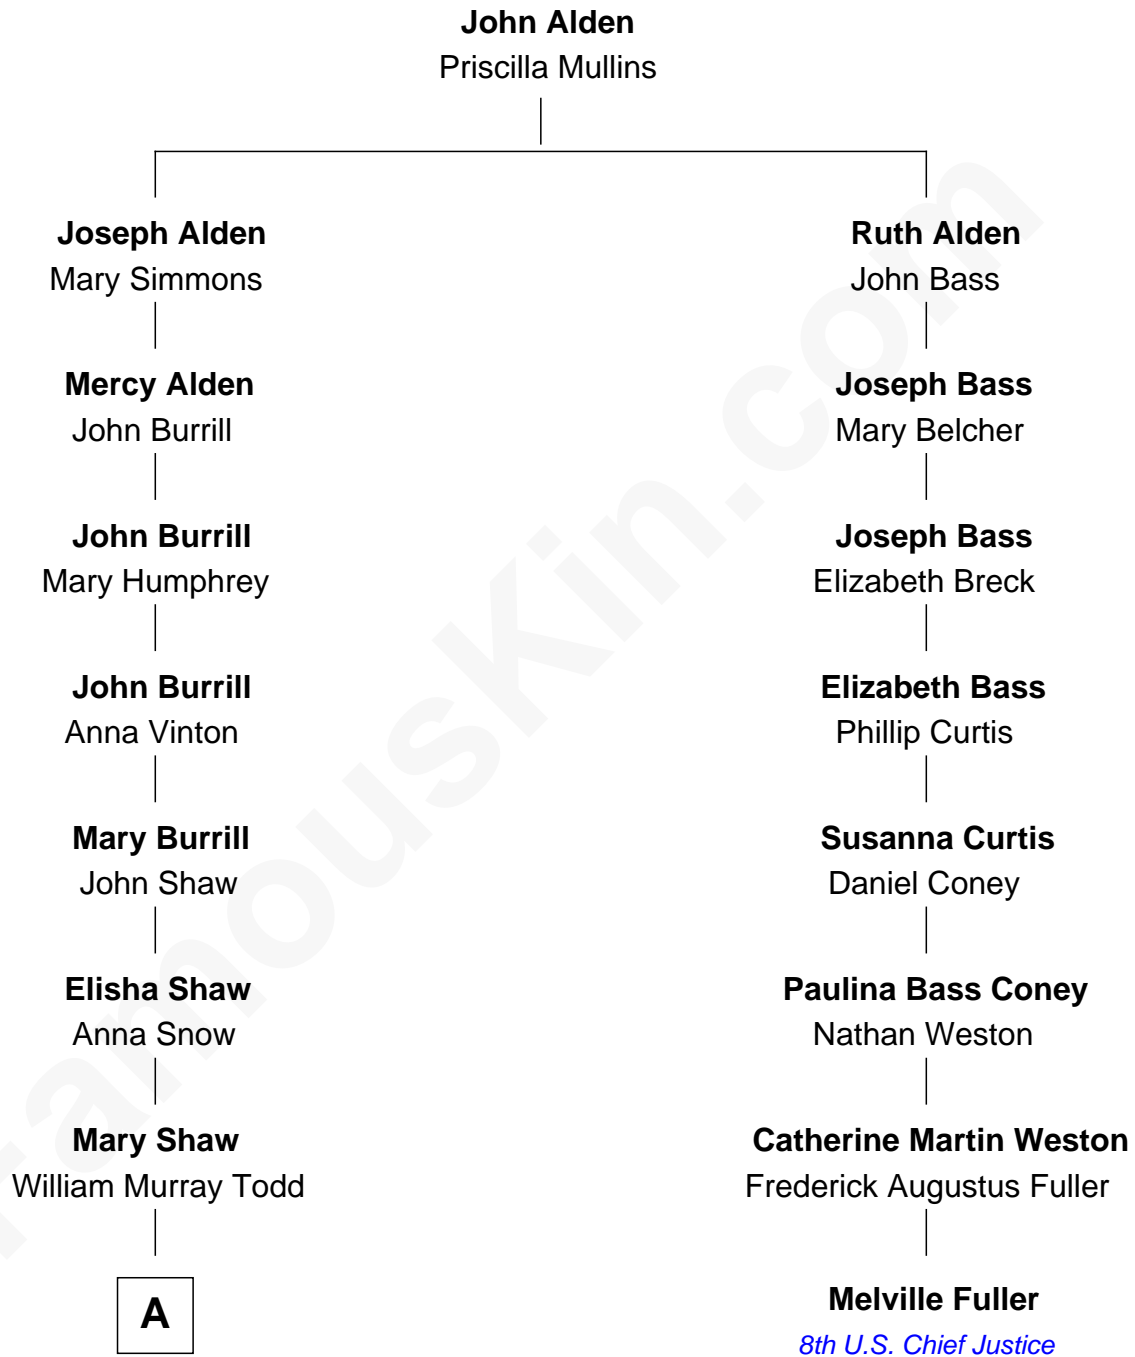 John Alden
Priscilla Mullins
Joseph Alden
Mary Simmons
Ruth Alden
John Bass
Mercy Alden
John Burrill
Joseph Bass
Mary Belcher
John Burrill
Mary Humphrey
Joseph Bass
Elizabeth Breck
John Burrill
Anna Vinton
Elizabeth Bass
Phillip Curtis
Mary Burrill
John Shaw
Susanna Curtis
Daniel Coney
Elisha Shaw
Anna Snow
Paulina Bass Coney
Nathan Weston
Mary Shaw
William Murray Todd
Catherine Martin Weston
Frederick Augustus Fuller
A
Melville Fuller
8th U.S. Chief Justice
FamousKin.com